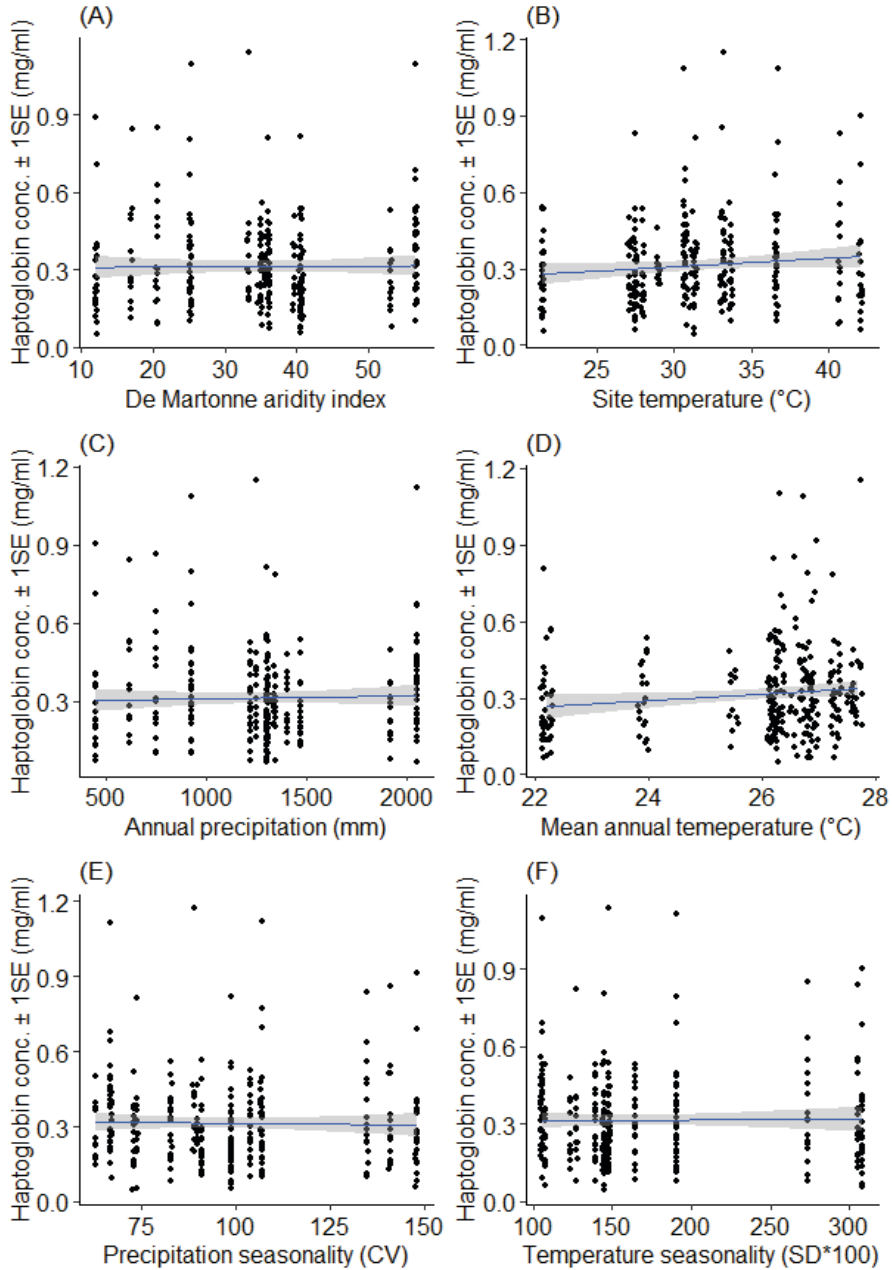 (A)
Haptoglobin conc. ± 1SE (mg/ml)
0.9
0.6
0.3
0.0
10 20 30 40 50
De Martonne aridity index
(B)
Haptoglobin conc. ± 1SE (mg/ml)
1.2
0.9
0.6
0.3
0.0
25 30 35 40
Site temperature (°C)
(C)
Haptoglobin conc. ± 1SE (mg/ml)
1.2
0.9
0.6
0.3
500 1000 1500 2000
Annual precipitation (mm)
(D)
Haptoglobin conc. ± 1SE (mg/ml)
1.2
0.9
0.6
0.3
0.0
22 24 26 28
Mean annual temeperature (°C)
(E)
Haptoglobin conc. ± 1SE (mg/ml)
1.2
0.9
0.6
0.3
0.0
75 100 125 150
Precipitation seasonality (CV)
(F)
Haptoglobin conc. ± 1SE (mg/ml)
0.9
0.6
0.3
0.0
100 150 200 250 300
Temperature seasonality (SD*100)